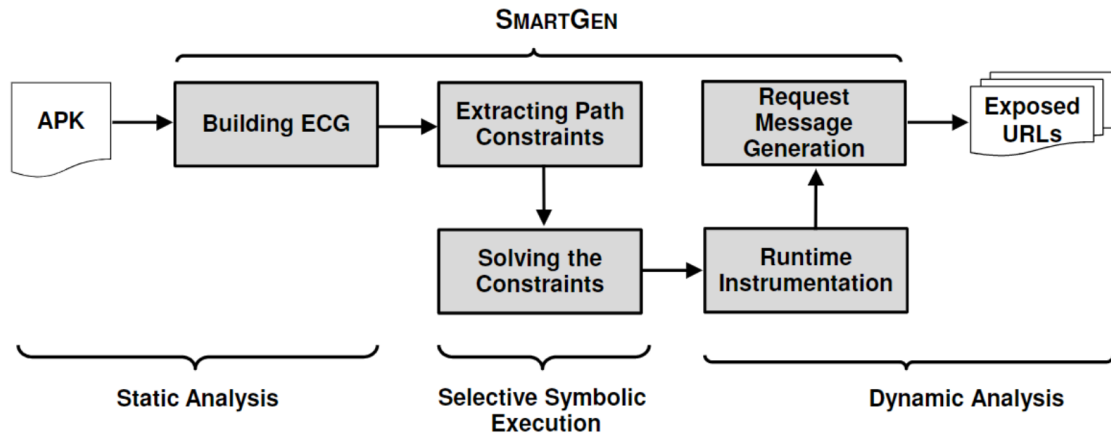 SMARTGEN
APK
Building ECG
Extracting Path
Constraints
Request
Message
Generation
Exposed
URLs
Solving the
Constraints
Runtime
Instrumentation
Static Analysis
Selective Symbolic
Execution
Dynamic Analysis